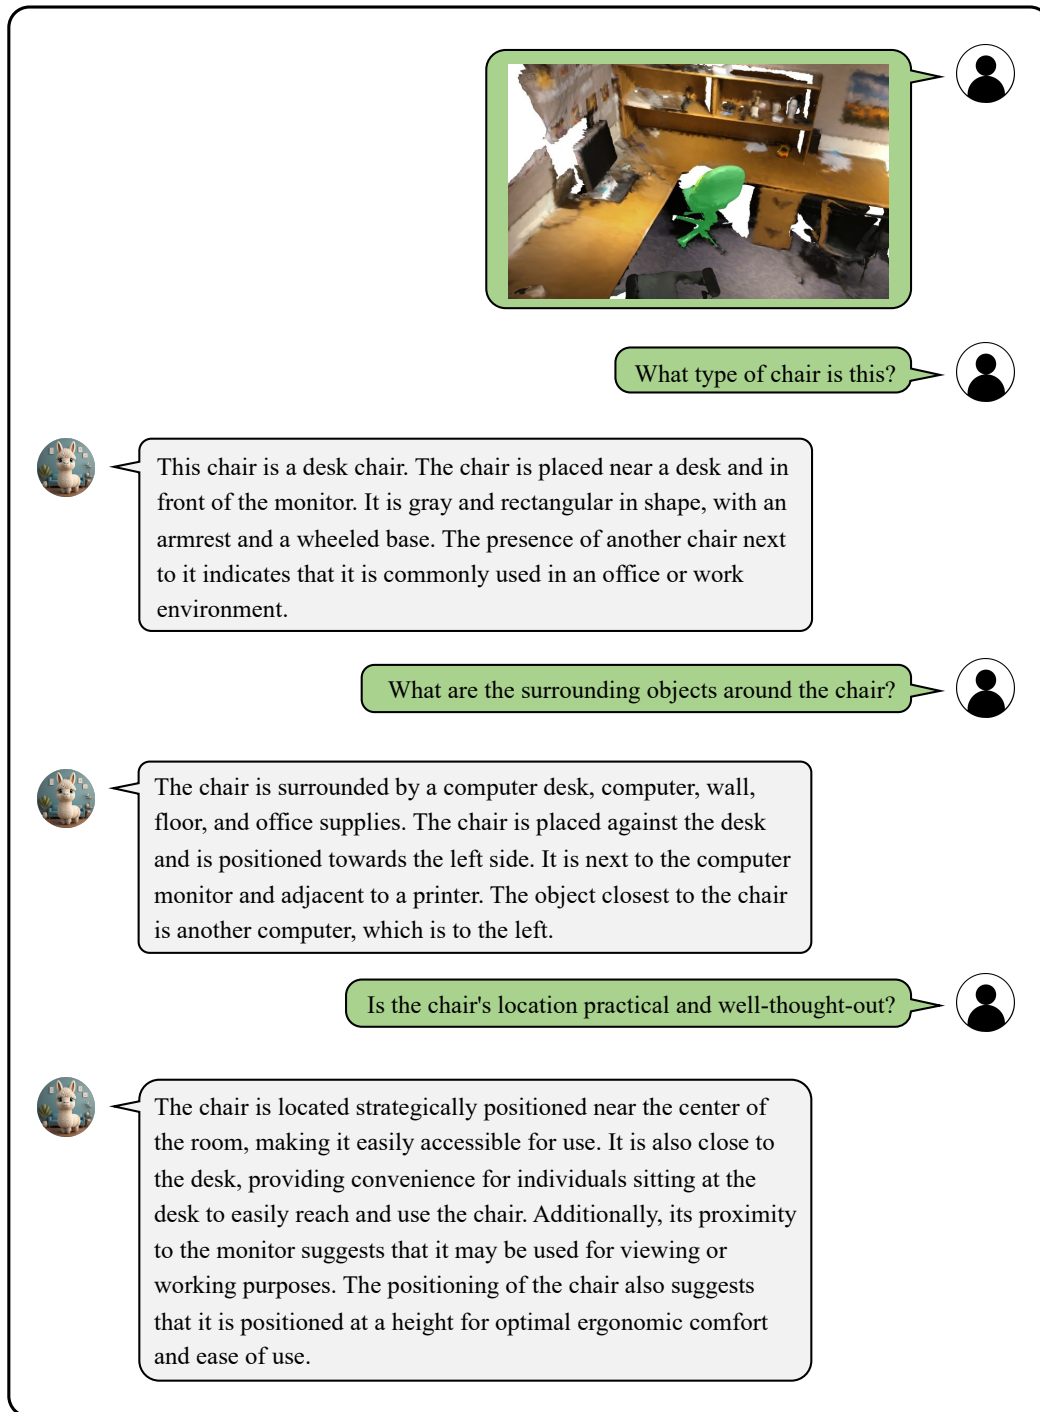 What type of chair is this?
This chair is a desk chair. The chair is placed near a desk and in
front of the monitor. It is gray and rectangular in shape, with an
armrest and a wheeled base. The presence of another chair next
to it indicates that it is commonly used in an office or work
environment.
What are the surrounding objects around the chair?
The chair is surrounded by a computer desk, computer, wall,
floor, and office supplies. The chair is placed against the desk
and is positioned towards the left side. It is next to the computer
monitor and adjacent to a printer. The object closest to the chair
is another computer, which is to the left.
Is the chair's location practical and well-thought-out?
The chair is located strategically positioned near the center of
the room, making it easily accessible for use. It is also close to
the desk, providing convenience for individuals sitting at the
desk to easily reach and use the chair. Additionally, its proximity
to the monitor suggests that it may be used for viewing or
working purposes. The positioning of the chair also suggests
that it is positioned at a height for optimal ergonomic comfort
and ease of use.